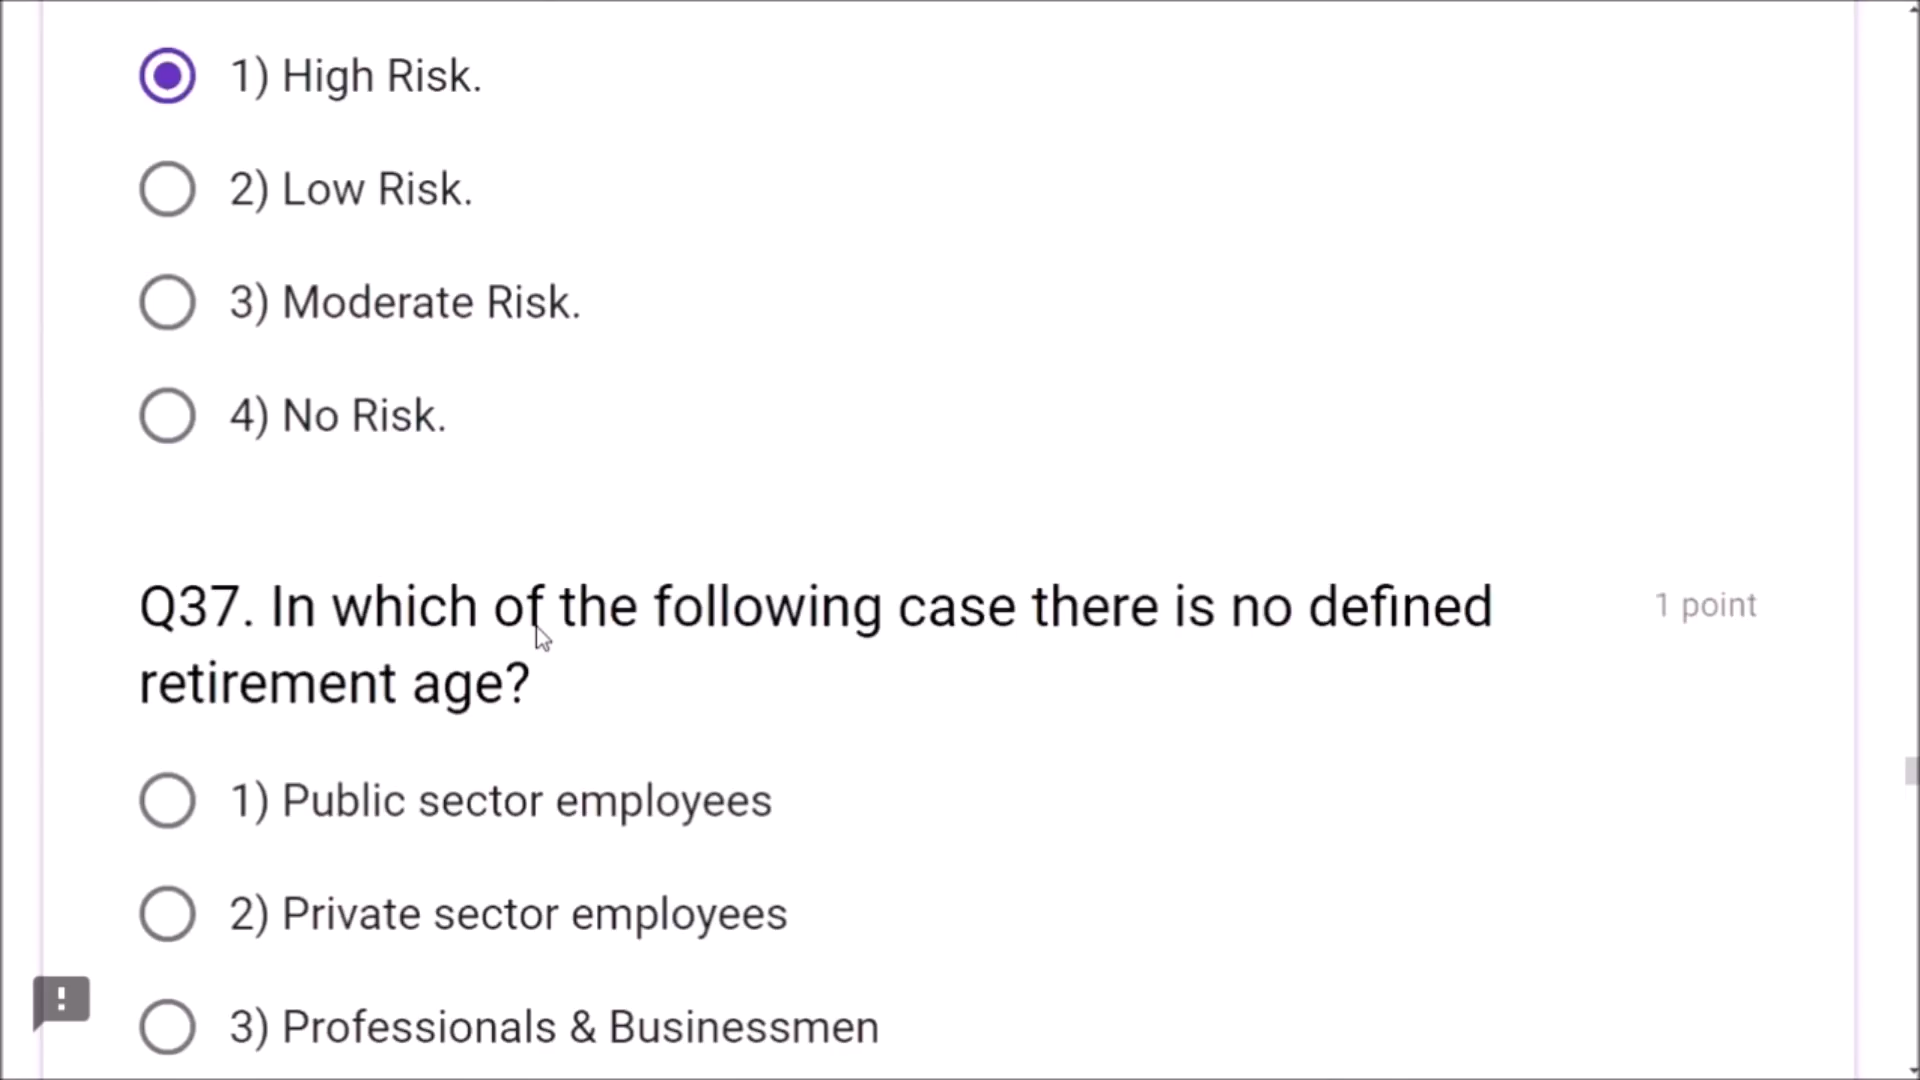 1) High Risk.
2) Low Risk.
3) Moderate Risk.
4) No Risk.
Q37. In which of the following case there is no defined
retirement age?
1 point
1) Public sector employees
2) Private sector employees
3) Professionals & Businessmen